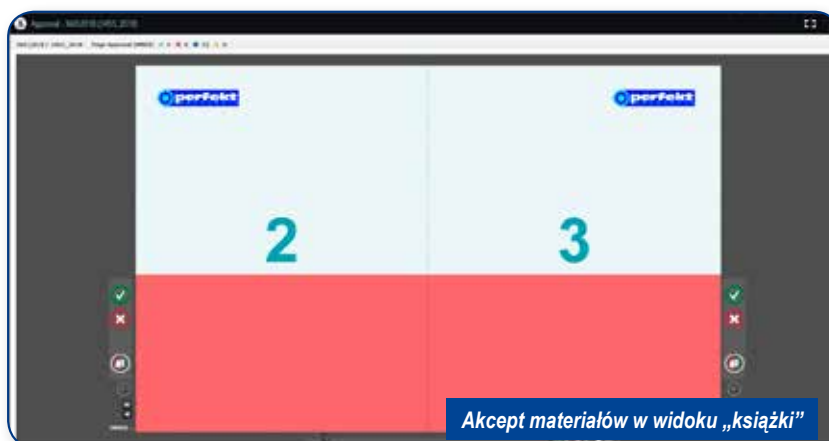 perfekt
perfekt
2
3
Akcept materiałów w widoku „książki”